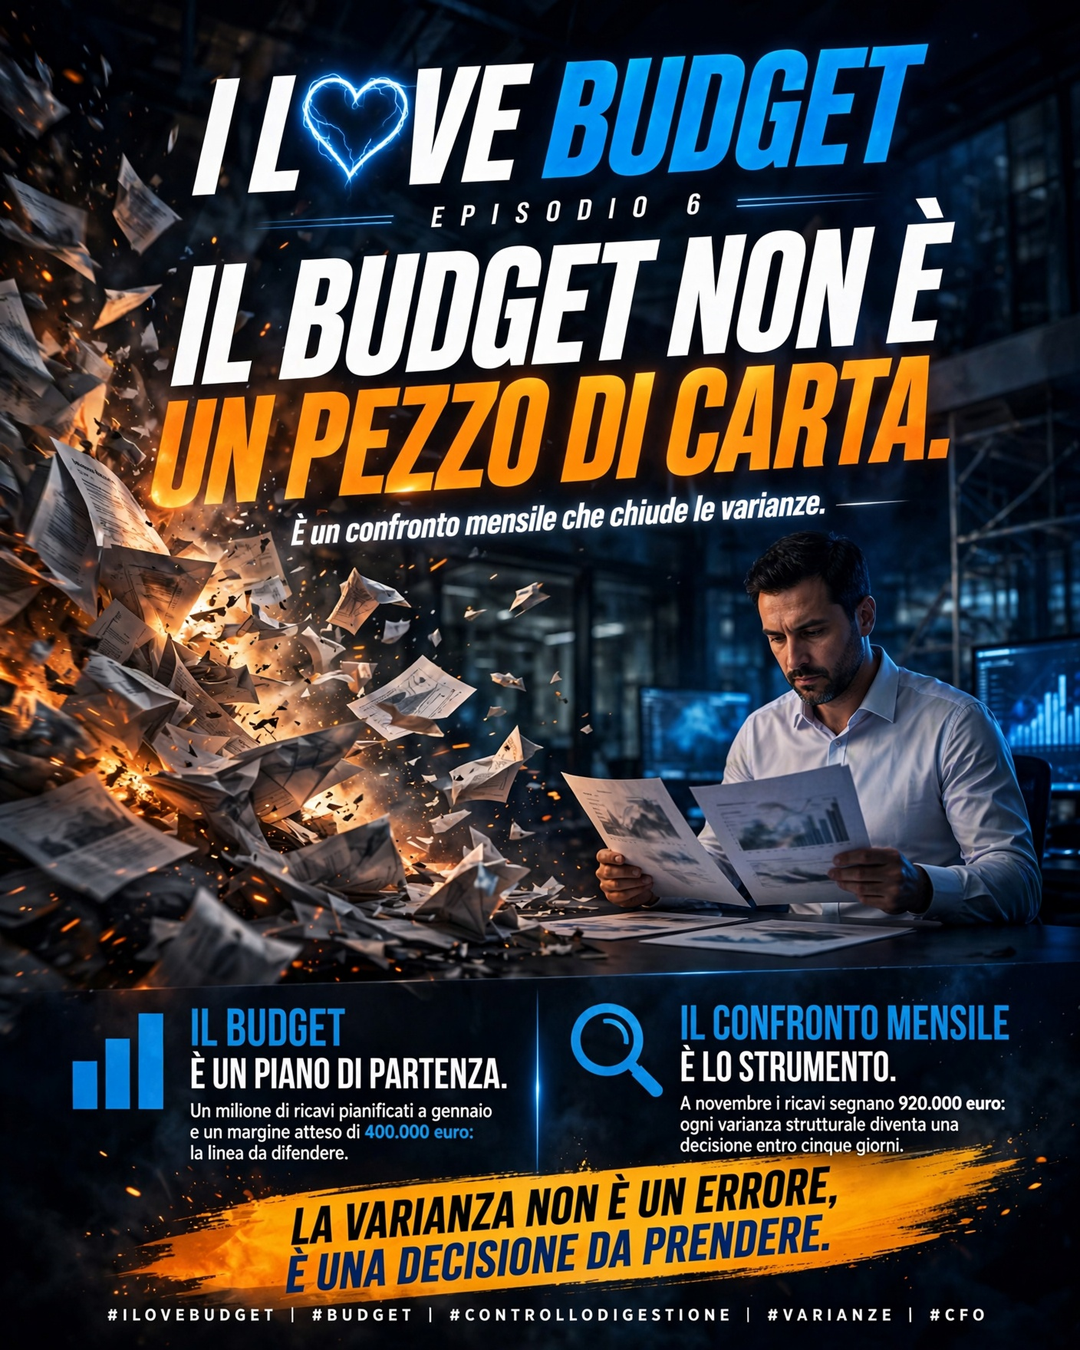 I LOVE BUDGET
EPISODIO 6
IL BUDGET NON È
UN PEZZO DI CARTA.
È un confronto mensile che chiude le varianze.
IL BUDGET
È UN PIANO DI PARTENZA.
Un milione di ricavi pianificati a gennaio
e un margine atteso di 400.000 euro:
la linea da difendere.
IL CONFRONTO MENSILE
È LO STRUMENTO.
A novembre i ricavi segnano 920.000 euro:
ogni varianza strutturale diventa una
decisione entro cinque giorni.
LA VARIANZA NON È UN ERRORE,
È UNA DECISIONE DA PRENDERE.
#ILOVEBUDGET | #BUDGET | #CONTROLLODIGESTIONE | #VARIANZE | #CFO